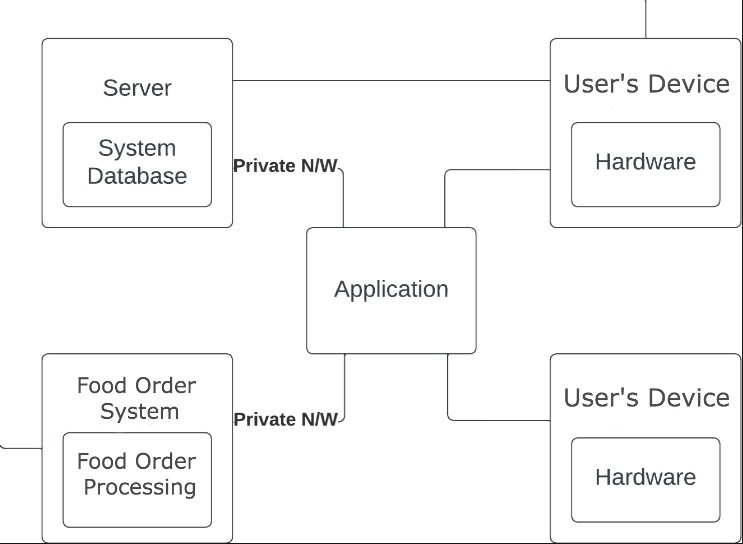 Server
System
Database
User's Device
Hardware
Private N/W
Application
Food Order
System
Food Order
Processing
Private N/W
User's Device
Hardware